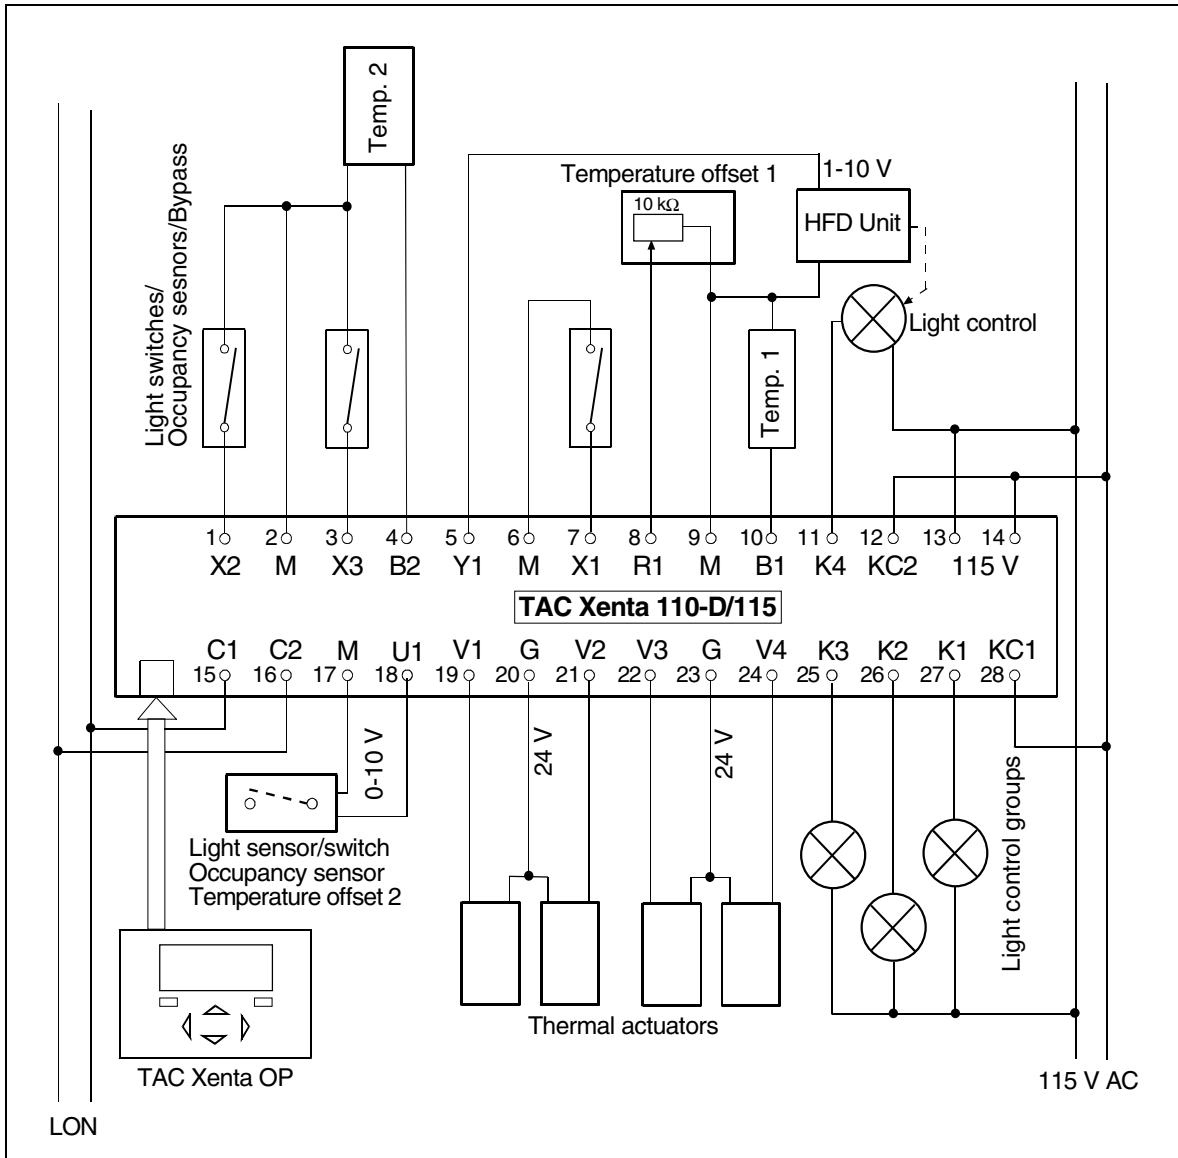 Temp. 2
Light switches/
Occupancy sesnors/Bypass
Temperature offset 1
10 kΩ
1-10 V
HFD Unit
Light control
Temp. 1
1 2 3 4 5 6 7 8 9 10 11 12 13 14
X2 M X3 B2 Y1 M X1 R1 M B1 K4 KC2 115 V
TAC Xenta 110-D/115
C1 C2 M U1 V1 G V2 V3 G V4 K3 K2 K1 KC1
15 16 17 18 19 20 21 22 23 24 25 26 27 28
0-10 V
24 V
24 V
Light sensor/switch
Occupancy sensor
Temperature offset 2
Light control groups
Thermal actuators
TAC Xenta OP
115 V AC
LON